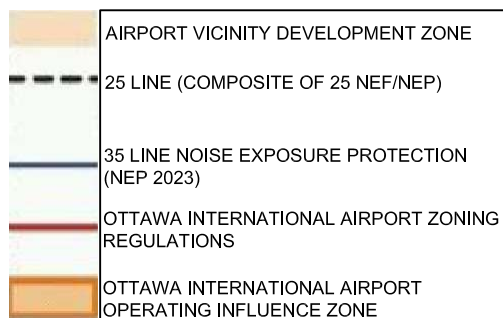 AIRPORT VICINITY DEVELOPMENT ZONE
25 LINE (COMPOSITE OF 25 NEF/NEP)
35 LINE NOISE EXPOSURE PROTECTION
(NEP 2023)
OTTAWA INTERNATIONAL AIRPORT ZONING
REGULATIONS
OTTAWA INTERNATIONAL AIRPORT
OPERATING INFLUENCE ZONE